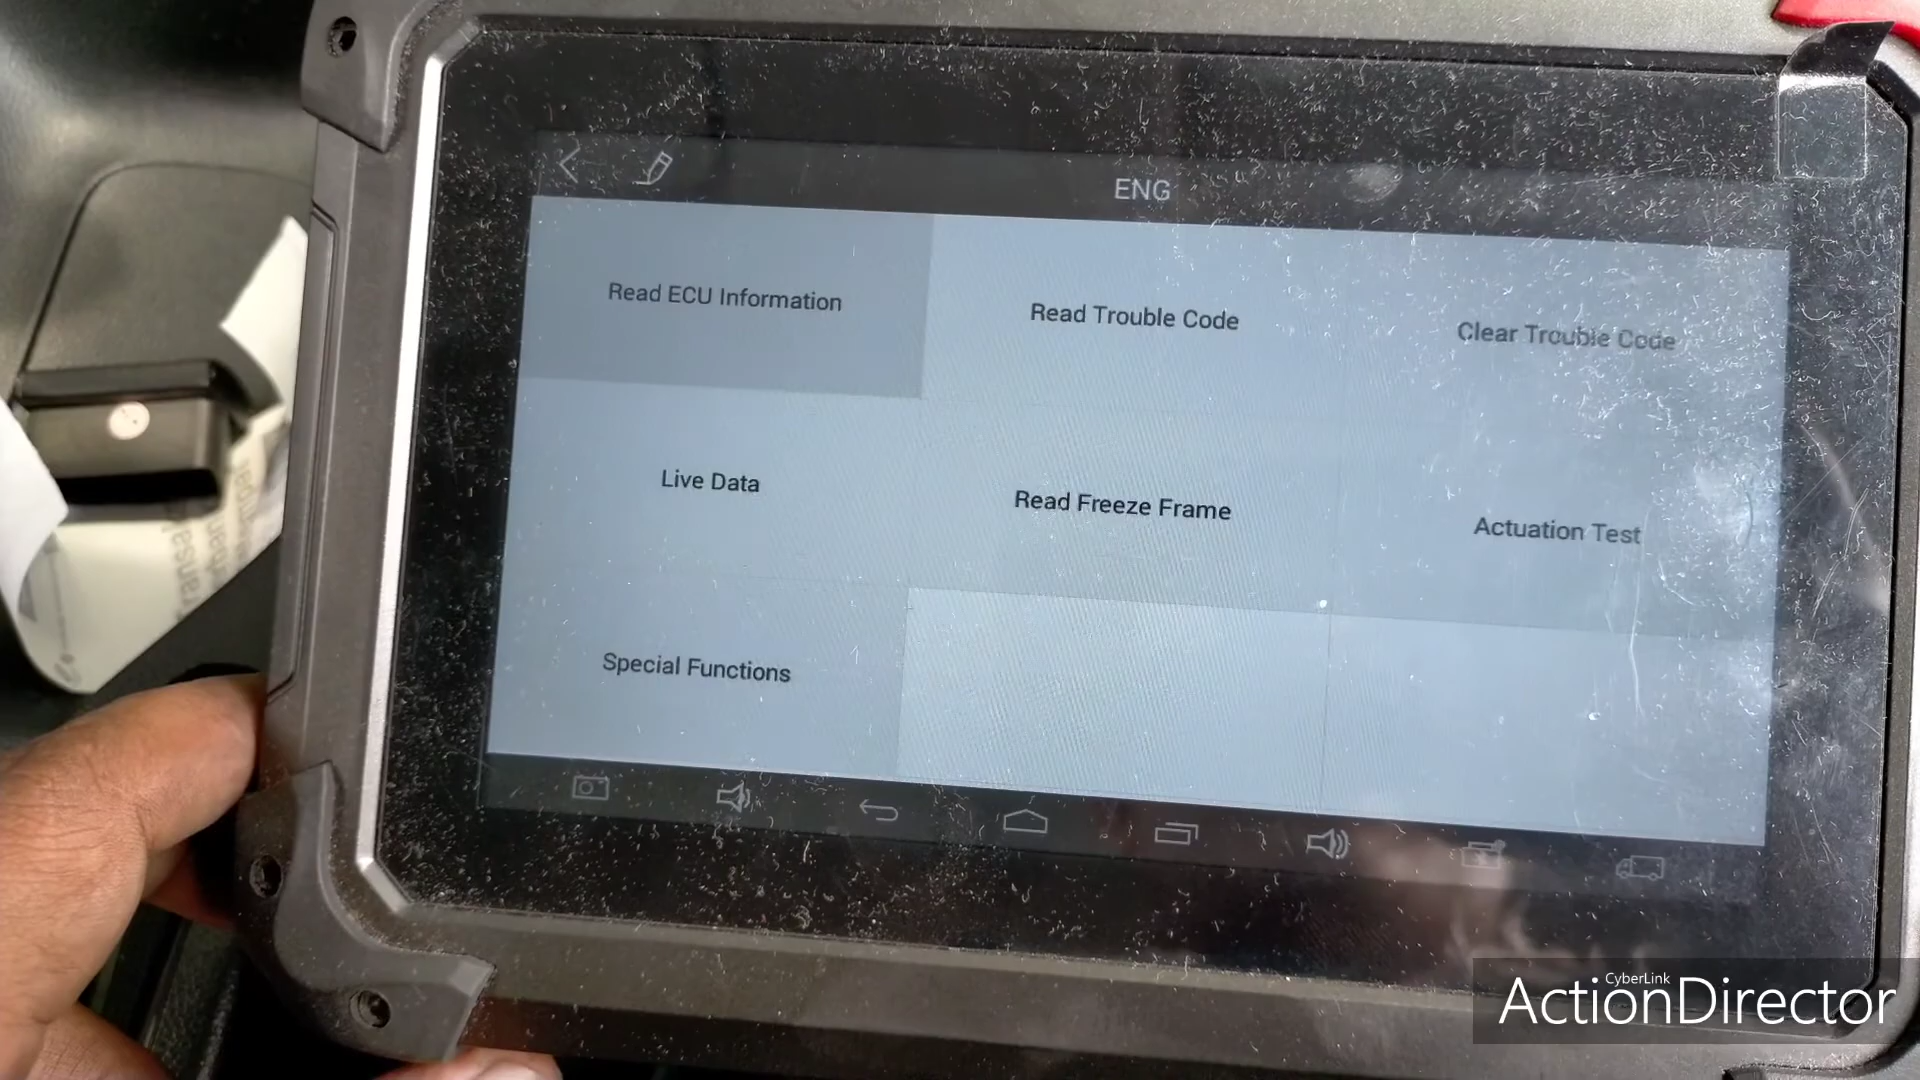 ENG
Read ECU Information
Read Trouble Code
Clear Trouble Code
Live Data
Read Freeze Frame
Actuation Test
Special Functions
CyberLink
ActionDirector